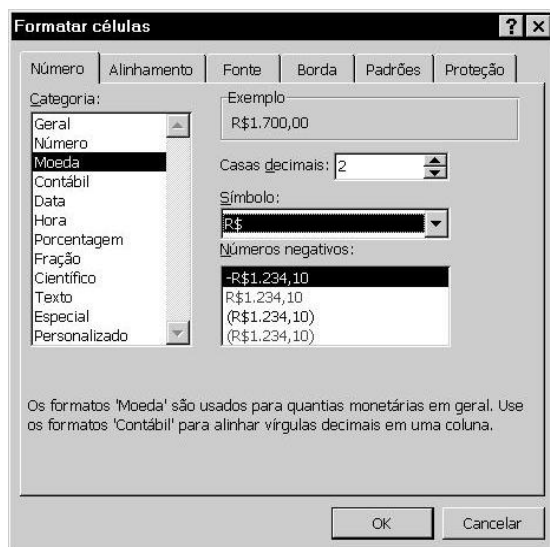 Formatar células
Número Alinhamento Fonte Borda Padrões Proteção
Categoria:
Geral
Número
Moeda
Contábil
Data
Hora
Porcentagem
Fração
Científico
Texto
Especial
Personalizado
Exemplo
R$1.700,00
Casas decimais: 2
Símbolo:
R$
Números negativos:
-R$1.234,10
R$1.234,10
(R$1.234,10)
(R$1.234,10)
Os formatos 'Moeda' são usados para quantias monetárias em geral. Use
os formatos 'Contábil' para alinhar vírgulas decimais em uma coluna.
OK Cancelar